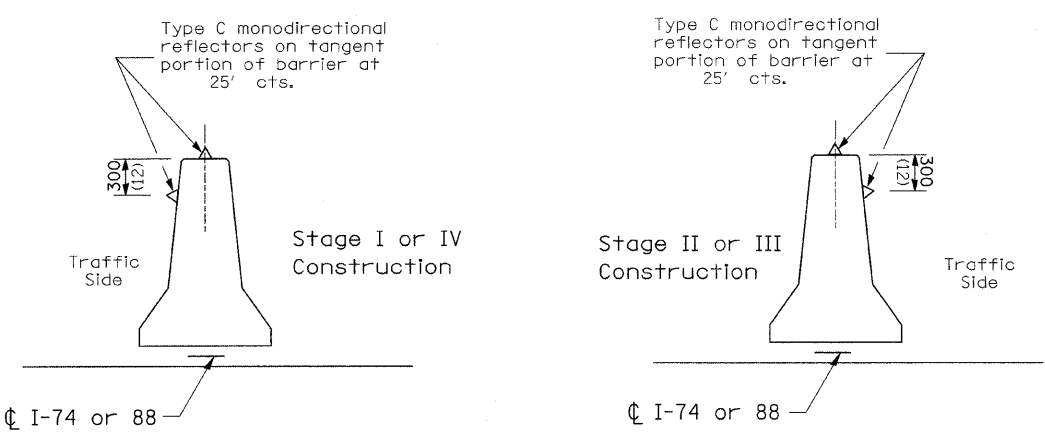 Type C monodirectional
reflectors on tangent
portion of barrier at
25' cts.
300
(12)
Stage I or IV
Construction
Traffic
Side
℄ I-74 or 88
Type C monodirectional
reflectors on tangent
portion of barrier at
25' cts.
300
(12)
Stage II or III
Construction
Traffic
Side
℄ I-74 or 88